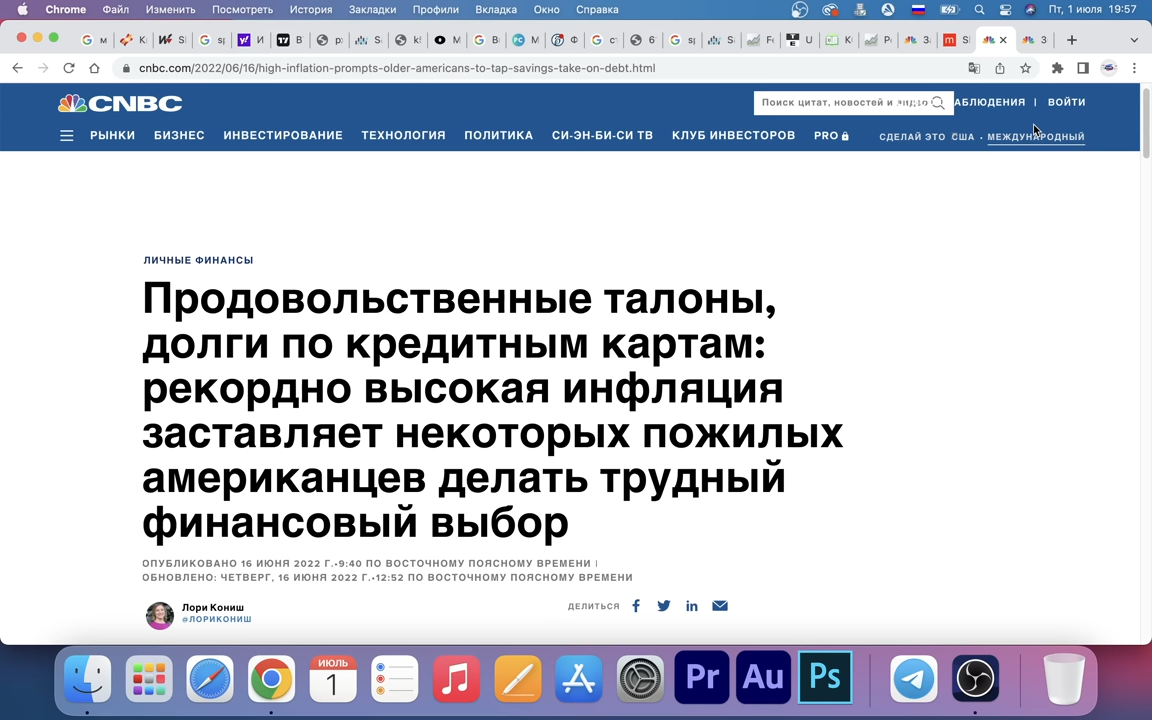 Chrome Файл Изменить Посмотреть История Закладки Профили Вкладка Окно Справка Пт, 1 июля 19:57
cnbc.com/2022/06/16/high-inflation-prompts-older-americans-to-tap-savings-take-on-debt.html
CNBC
Поиск цитат, новостей и видео
АБЛЮДЕНИЯ | ВОЙТИ
РЫНКИ БИЗНЕС ИНВЕСТИРОВАНИЕ ТЕХНОЛОГИЯ ПОЛИТИКА СИ-ЭН-БИ-СИ ТВ КЛУБ ИНВЕСТОРОВ PRO СДЕЛАЙ ЭТО США • МЕЖДУНАРОДНЫЙ
ЛИЧНЫЕ ФИНАНСЫ
Продовольственные талоны,
долги по кредитным картам:
рекордно высокая инфляция
заставляет некоторых пожилых
американцев делать трудный
финансовый выбор
ОПУБЛИКОВАНО 16 ИЮНЯ 2022 Г.•9:40 ПО ВОСТОЧНОМУ ПОЯСНОМУ ВРЕМЕНИ |
ОБНОВЛЕНО: ЧЕТВЕРГ, 16 ИЮНЯ 2022 Г.•12:52 ПО ВОСТОЧНОМУ ПОЯСНОМУ ВРЕМЕНИ
Лори Кониш
@ЛОРИКОНИШ
ДЕЛИТЬСЯ
ИЮЛЬ
1
Pr Au Ps